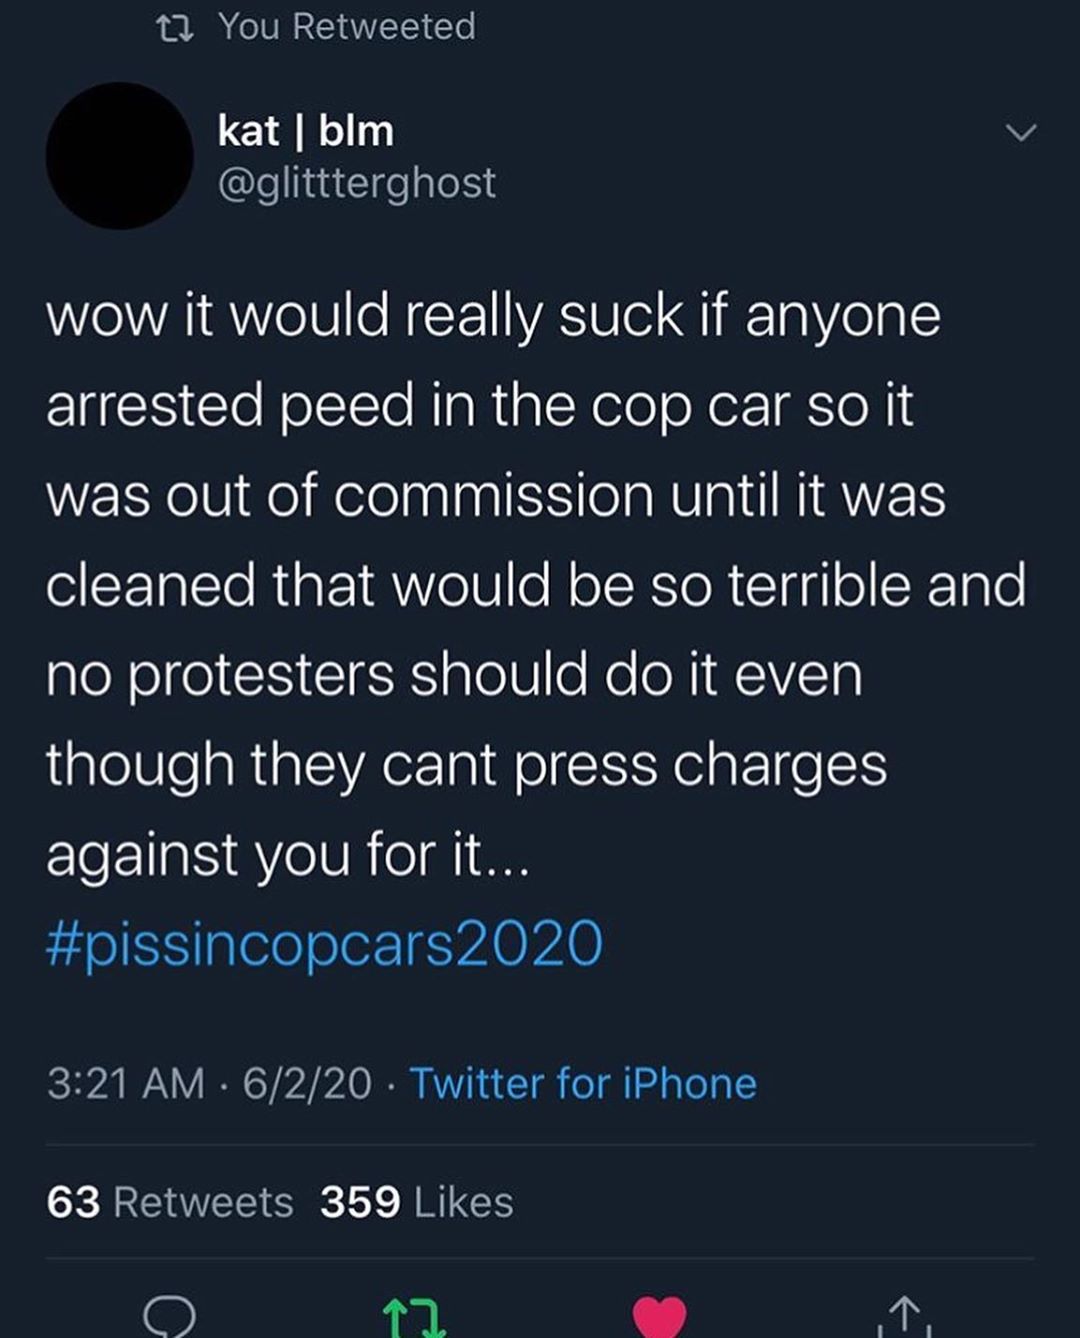 You Retweeted
kat | blm
@glittterghost
wow it would really suck if anyone
arrested peed in the cop car so it
was out of commission until it was
cleaned that would be so terrible and
no protesters should do it even
though they cant press charges
against you for it...
#pissincopcars2020
3:21 AM · 6/2/20 · Twitter for iPhone
63 Retweets 359 Likes